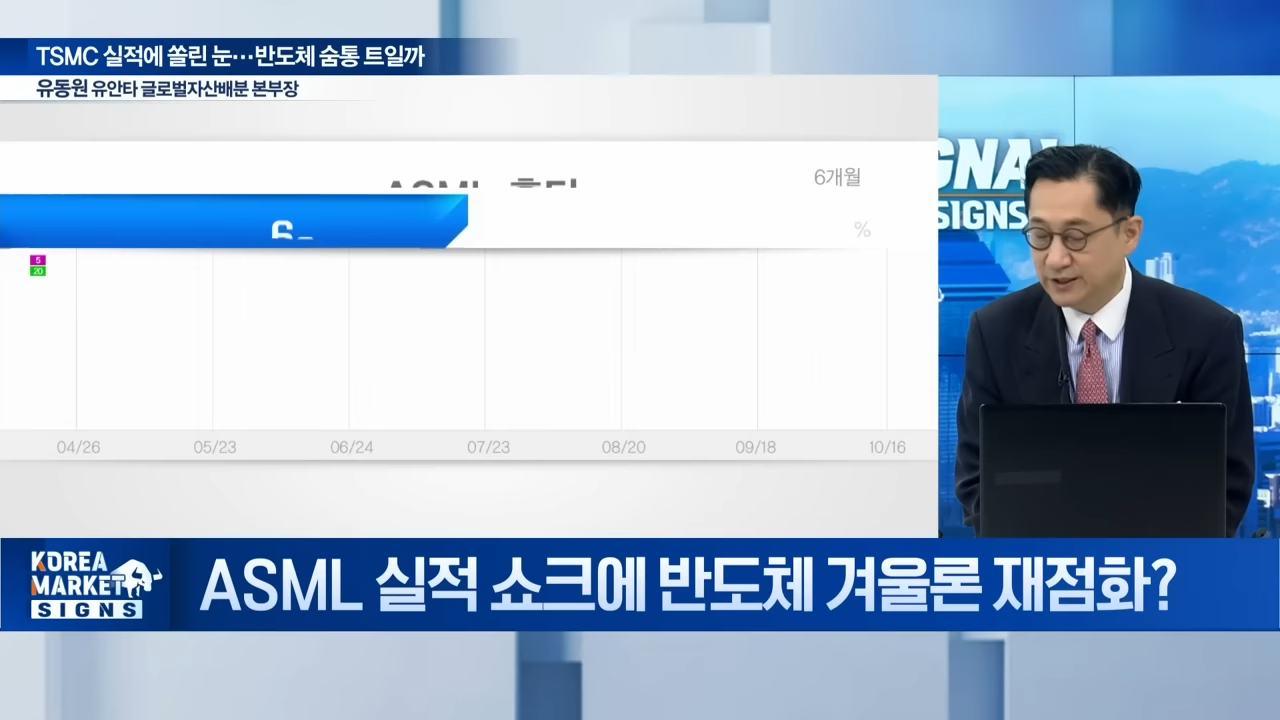 TSMC 실적에 쏠린 눈…반도체 숨통 트일까
유동원 유안타 글로벌자산배분 본부장
6개월
%
5
20
04/26 05/23 06/24 07/23 08/20 09/18 10/16
SIGNS
KOREA
MARKET
SIGNS
ASML 실적 쇼크에 반도체 겨울론 재점화?